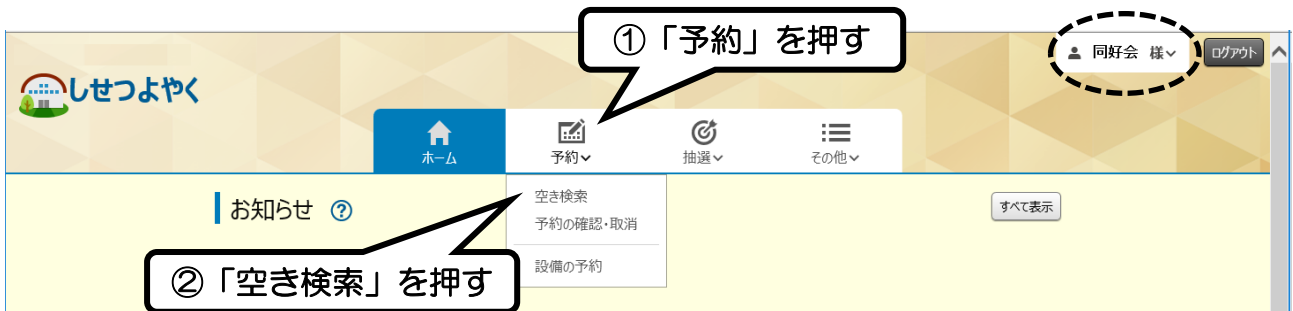 ①「予約」を押す
同好会 様
ログアウト
しせつよやく
ホーム
予約
抽選
その他
お知らせ ?
空き検索
すべて表示
予約の確認・取消
設備の予約
②「空き検索」を押す